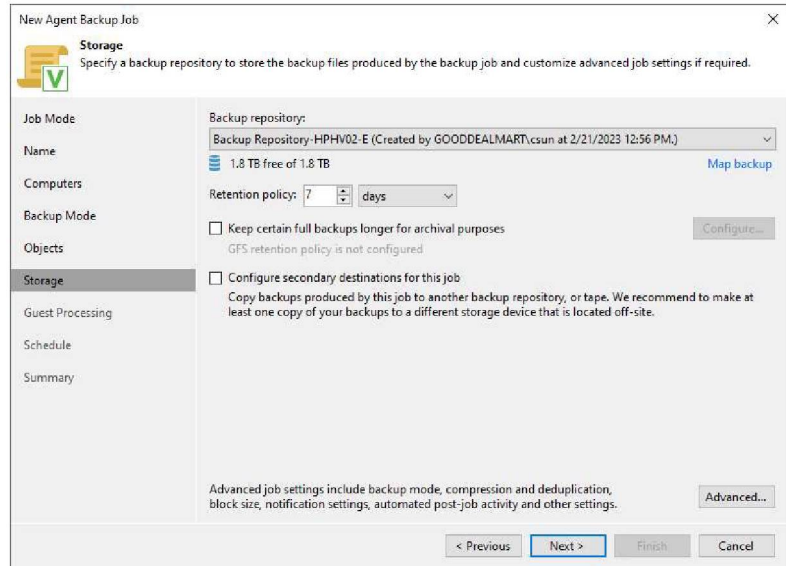 New Agent Backup Job
Storage
Specify a backup repository to store the backup files produced by the backup job and customize advanced job settings if required.
Job Mode
Name
Computers
Backup Mode
Objects
Storage
Guest Processing
Schedule
Summary
Backup repository:
Backup Repository-HPHV02-E (Created by GOODDEALMART\csun at 2/21/2023 12:56 PM.)
1.8 TB free of 1.8 TB
Map backup
Retention policy: 7 days
Keep certain full backups longer for archival purposes
Configure...
GFS retention policy is not configured
Configure secondary destinations for this job
Copy backups produced by this job to another backup repository, or tape. We recommend to make at
least one copy of your backups to a different storage device that is located off-site.
Advanced job settings include backup mode, compression and deduplication,
block size, notification settings, automated post-job activity and other settings.
Advanced...
< Previous
Next >
Finish
Cancel